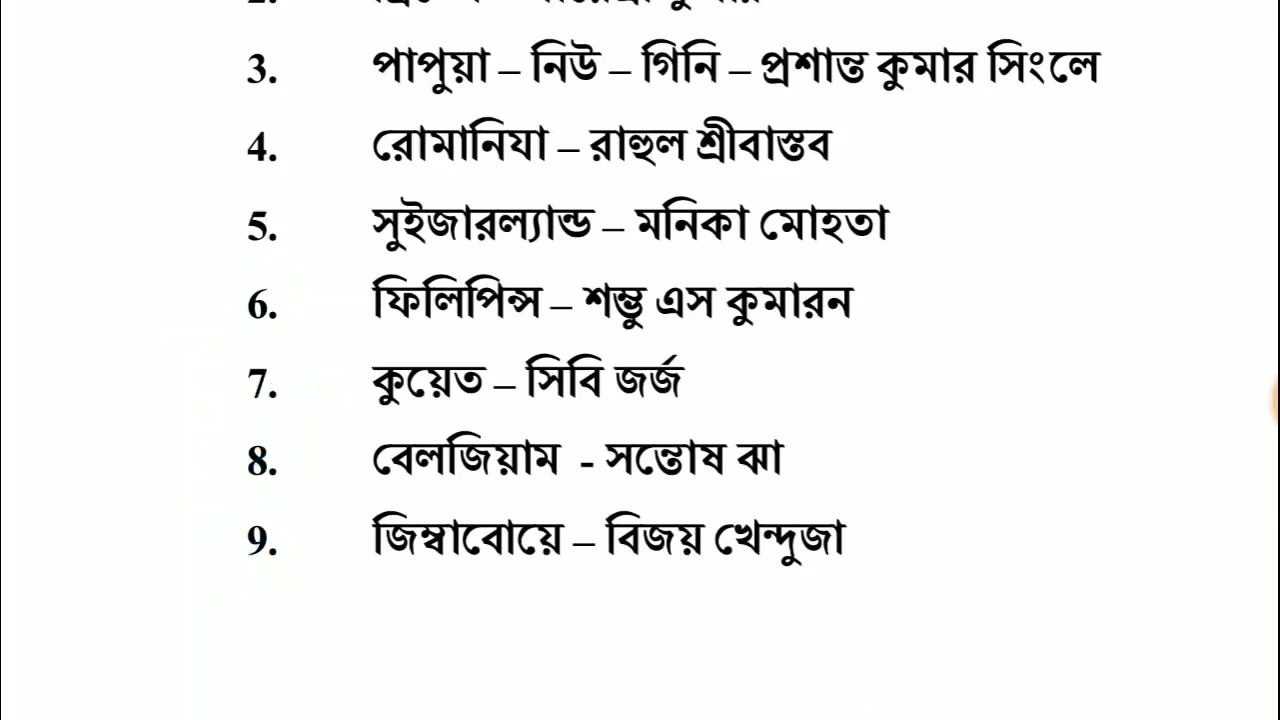 2.
3. পাপুয়া – নিউ – গিনি – প্রশান্ত কুমার সিংলে
4. রোমানিযা – রাহুল শ্রীবাস্তব
5. সুইজারল্যান্ড – মনিকা মোহতা
6. ফিলিপিন্স – শম্ভু এস কুমারন
7. কুয়েত – সিবি জর্জ
8. বেলজিয়াম - সন্তোষ ঝা
9. জিম্বাবোয়ে – বিজয় খেন্দুজা